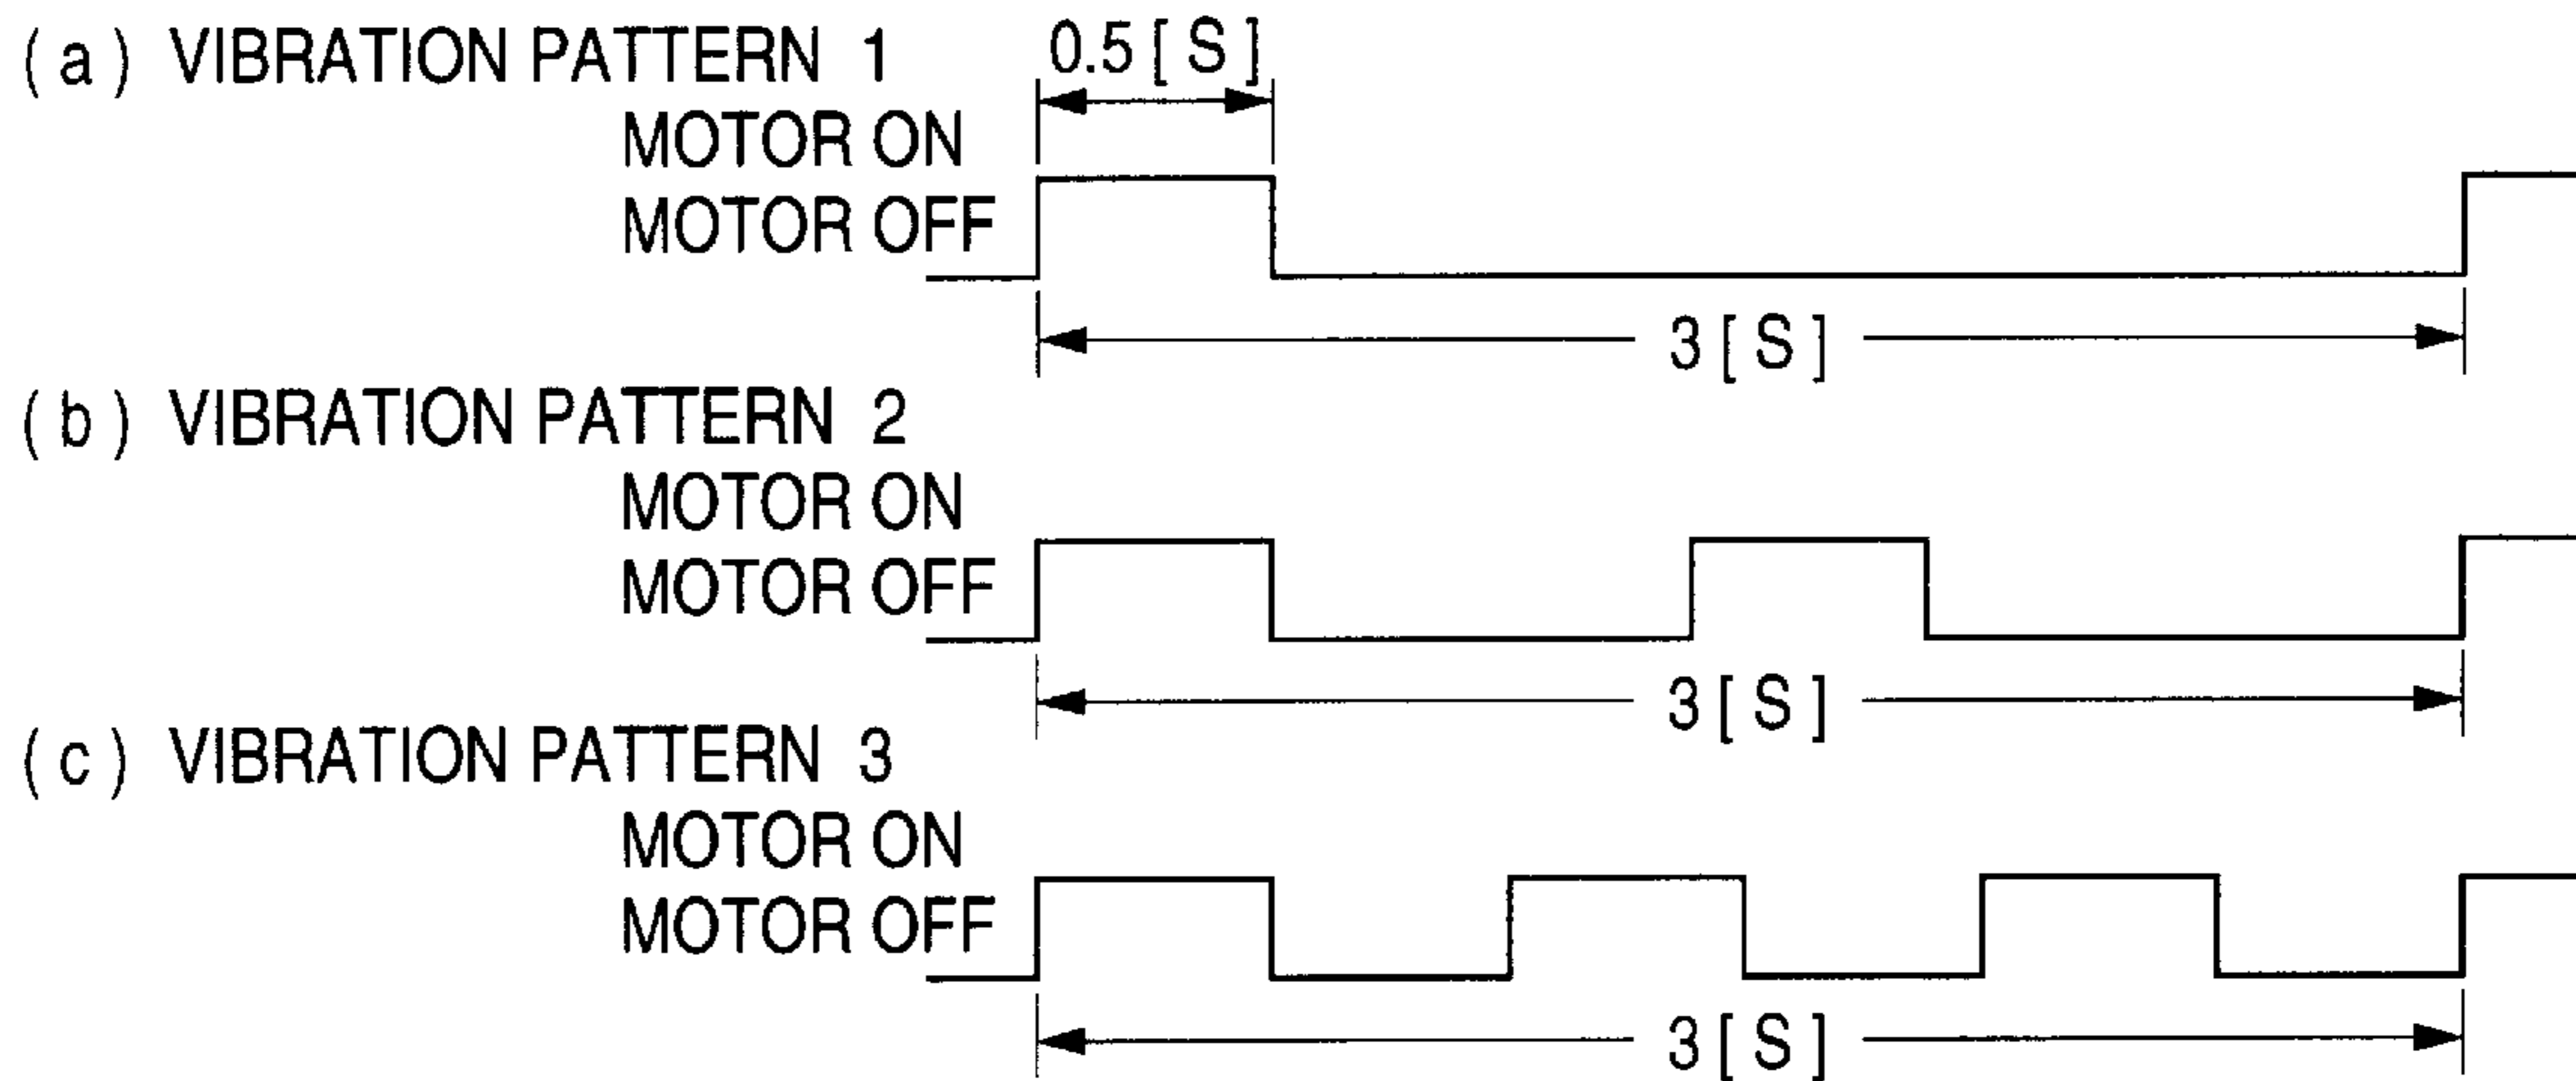 ( a ) VIBRATION PATTERN 1
0.5 [ S ]
MOTOR ON
MOTOR OFF
3 [ S ]
( b ) VIBRATION PATTERN 2
MOTOR ON
MOTOR OFF
3 [ S ]
( c ) VIBRATION PATTERN 3
MOTOR ON
MOTOR OFF
3 [ S ]